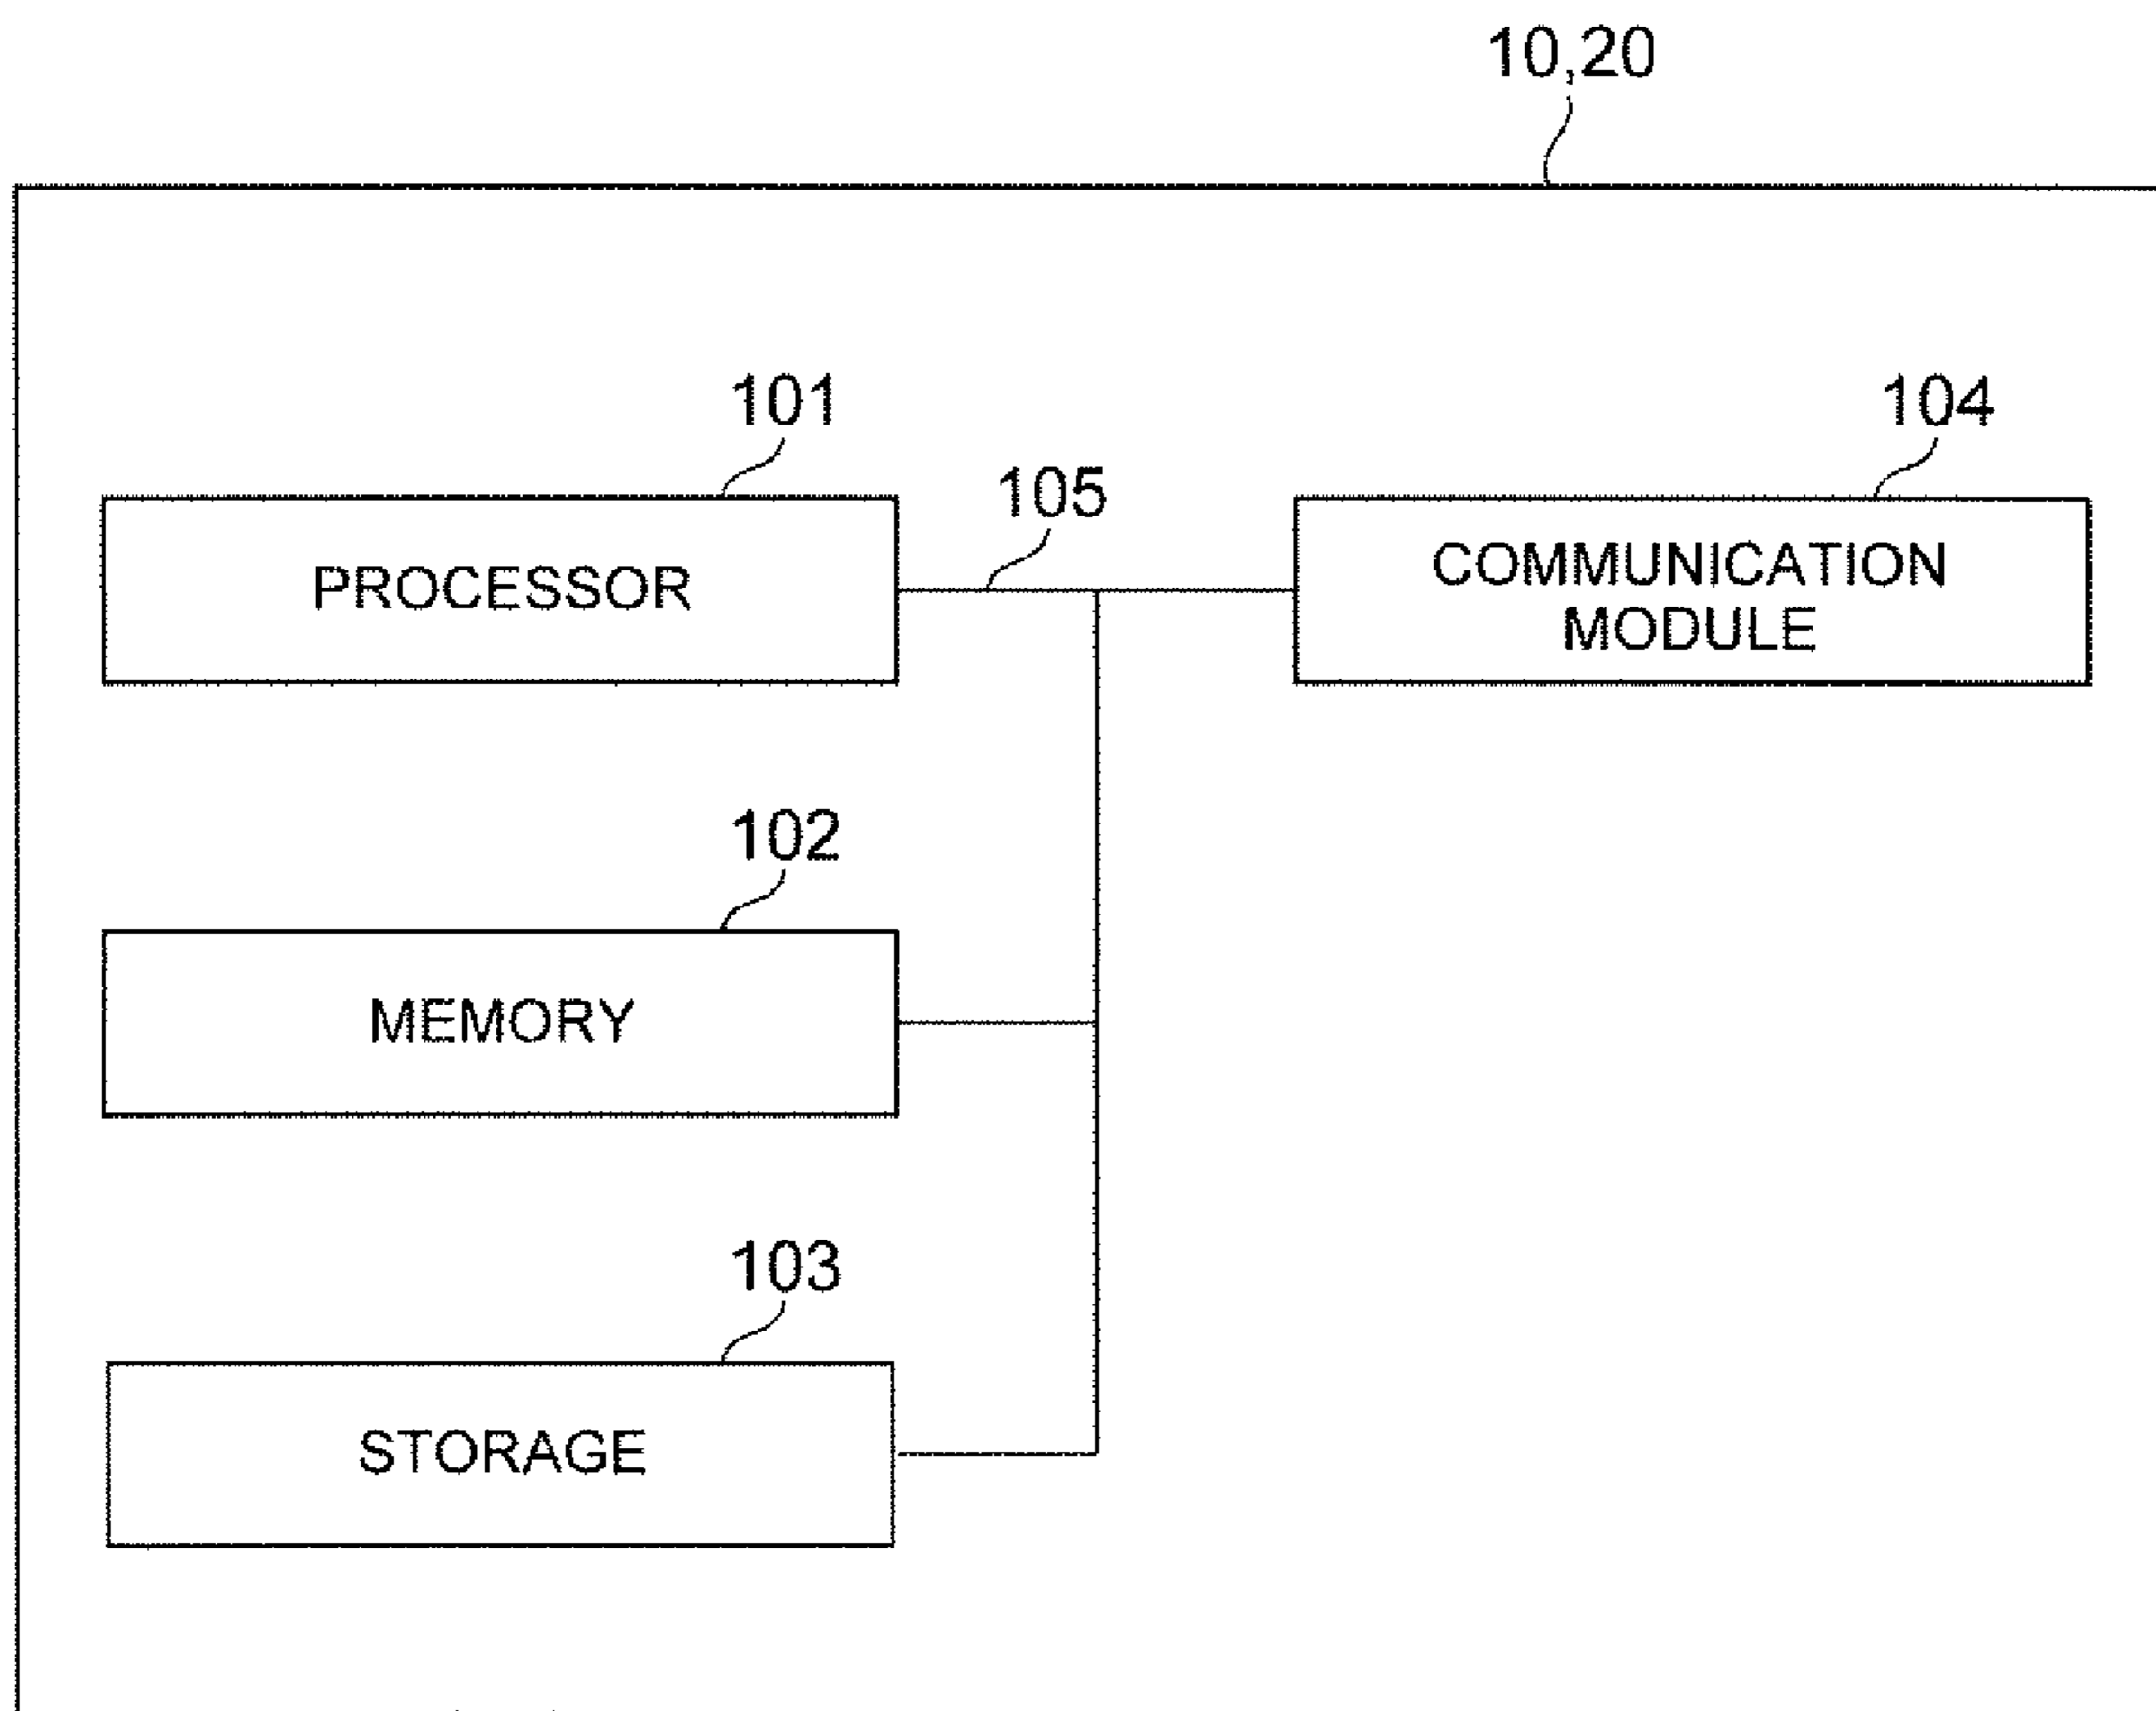 10,20
101
104
105
PROCESSOR
COMMUNICATION
MODULE
102
MEMORY
103
STORAGE